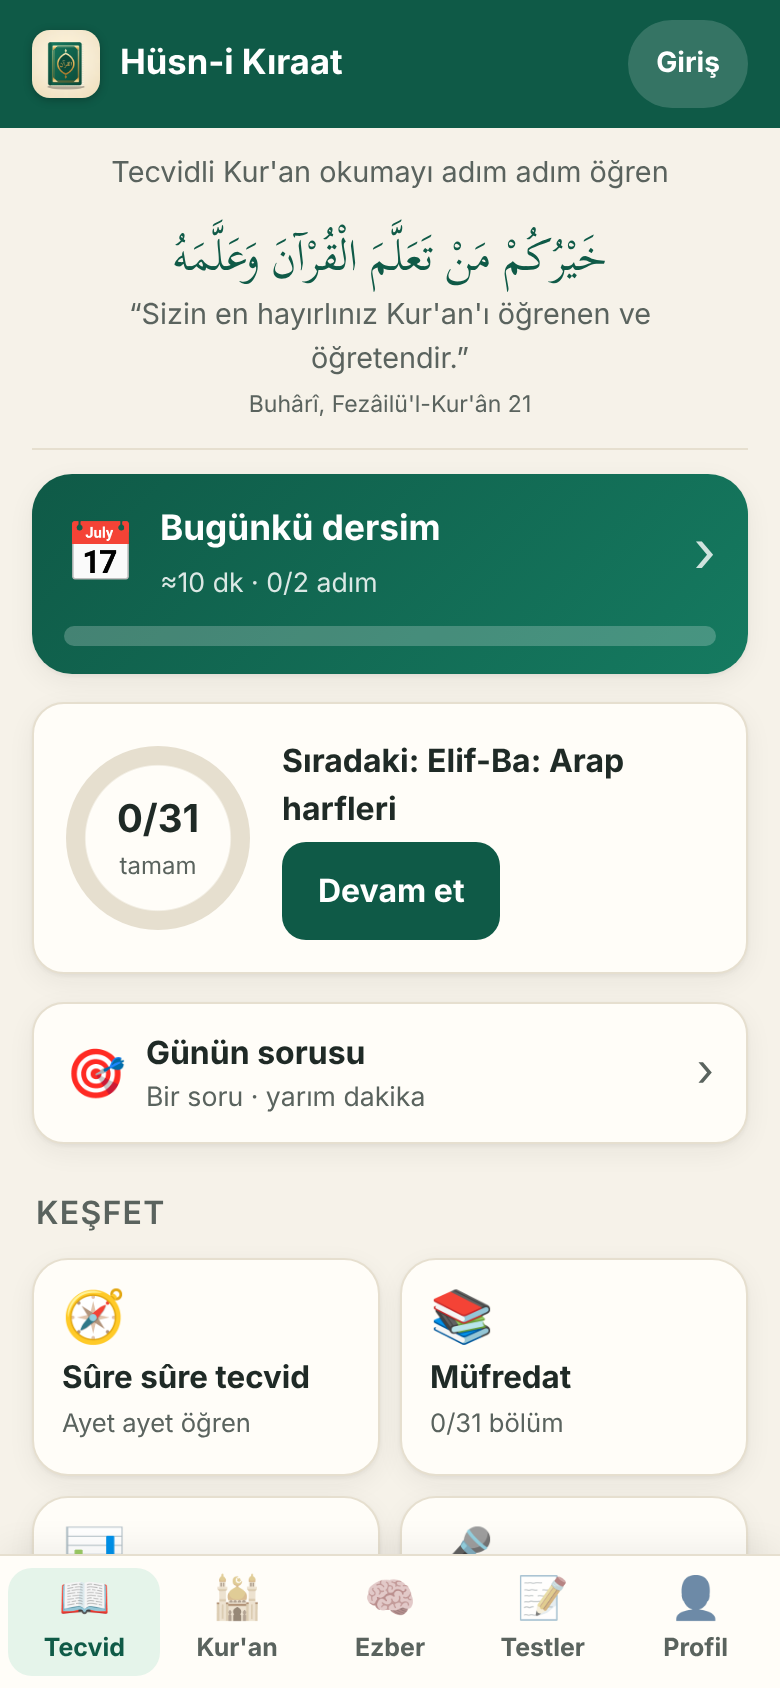 Hüsn-i Kıraat
Giriş
Tecvidli Kur'an okumayı adım adım öğren
خَيْرُكُمْ مَنْ تَعَلَّمَ الْقُرْآنَ وَعَلَّمَهُ
“Sizin en hayırlınız Kur'an'ı öğrenen ve
öğretendir.”
Buhârî, Fezâilü'l-Kur'ân 21
July
17
Bugünkü dersim
≈10 dk · 0/2 adım
›
0/31
tamam
Sıradaki: Elif-Ba: Arap
harfleri
Devam et
Günün sorusu
Bir soru · yarım dakika
›
KEŞFET
Sûre sûre tecvid
Ayet ayet öğren
Müfredat
0/31 bölüm
Tecvid
Kur'an
Ezber
Testler
Profil